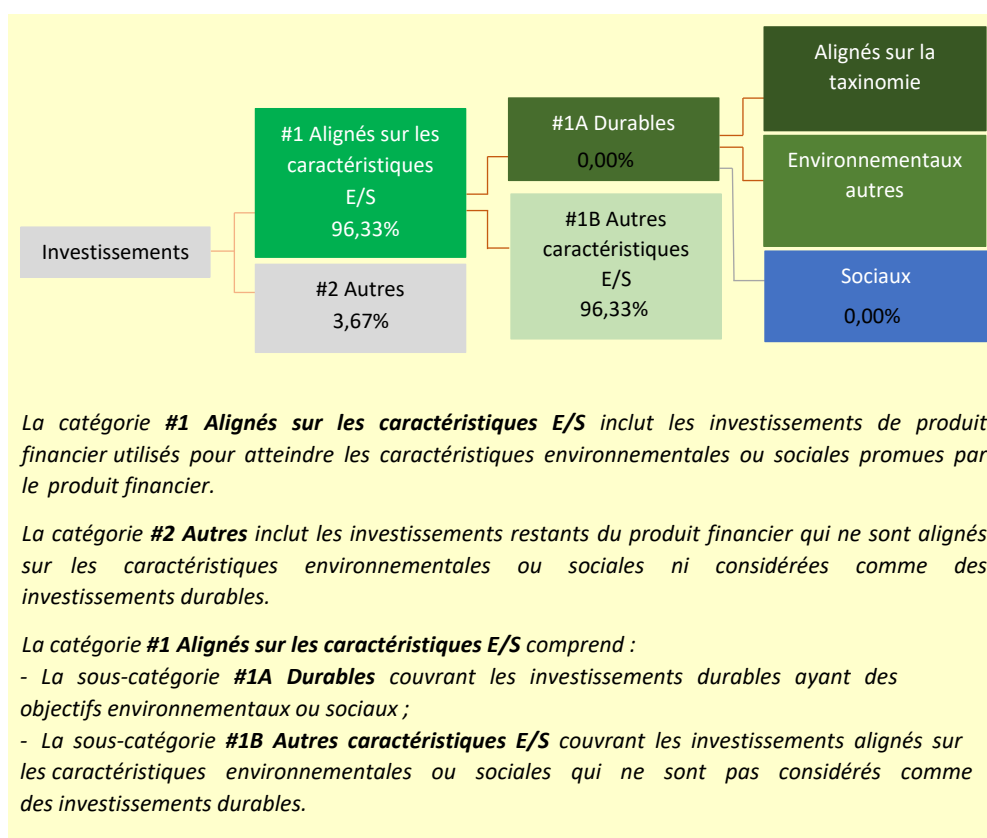 Investissements
#1 Alignés sur les
caractéristiques
E/S
96,33%
#2 Autres
3,67%
#1A Durables
0,00%
#1B Autres
caractéristiques
E/S
96,33%
Alignés sur la
taxinomie
Environnementaux
autres
Sociaux
0,00%
La catégorie #1 Alignés sur les caractéristiques E/S inclut les investissements de produit
financier utilisés pour atteindre les caractéristiques environnementales ou sociales promues par
le produit financier.
La catégorie #2 Autres inclut les investissements restants du produit financier qui ne sont alignés
sur les caractéristiques environnementales ou sociales ni considérées comme des
investissements durables.
La catégorie #1 Alignés sur les caractéristiques E/S comprend :
- La sous-catégorie #1A Durables couvrant les investissements durables ayant des
objectifs environnementaux ou sociaux ;
- La sous-catégorie #1B Autres caractéristiques E/S couvrant les investissements alignés sur
les caractéristiques environnementales ou sociales qui ne sont pas considérés comme
des investissements durables.